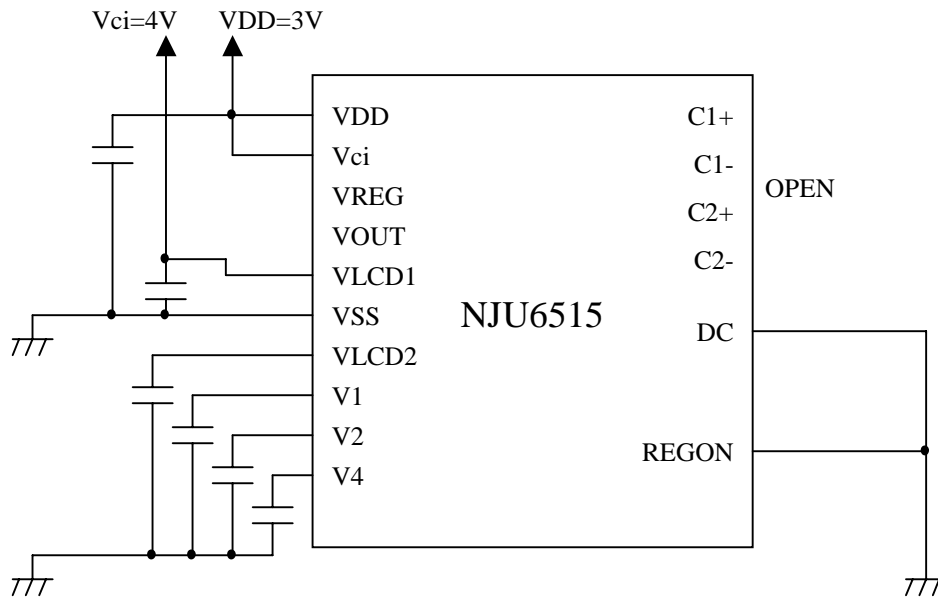 Vci=4V VDD=3V
VDD
Vci
VREG
VOUT
VLCD1
VSS
VLCD2
V1
V2
V4
NJU6515
C1+
C1-
C2+
C2-
OPEN
DC
REGON